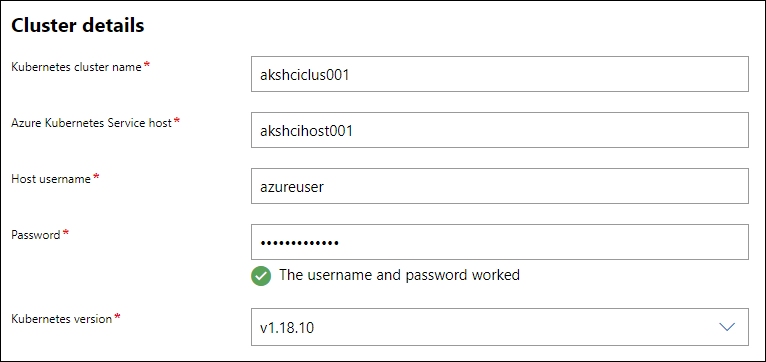 Cluster details
Kubernetes cluster name*
akshciclus001
Azure Kubernetes Service host*
akshcihost001
Host username*
azureuser
Password*
•••••••••••••
The username and password worked
Kubernetes version*
v1.18.10